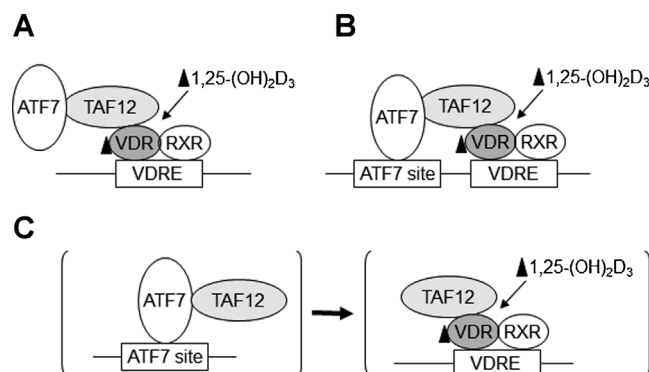 A
B
▲1,25-(OH)₂D₃
▲1,25-(OH)₂D₃
ATF7
TAF12
ATF7
TAF12
VDR
RXR
VDR
RXR
VDRE
ATF7 site
VDRE
C
▲1,25-(OH)₂D₃
ATF7
TAF12
TAF12
VDR
RXR
ATF7 site
VDRE